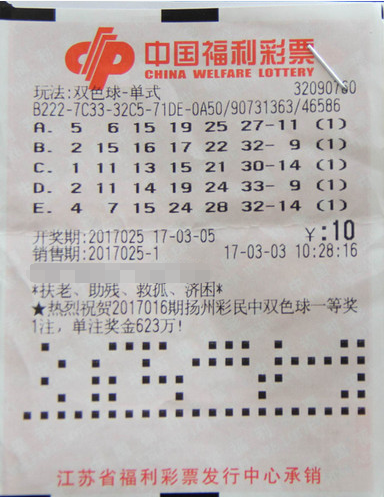 中国福利彩票
CHINA WELFARE LOTTERY
玩法:双色球-单式 32090760
B222-7C33-32C5-71DE-0A50/90731363/46586
A. 5 6 15 19 25 27-11 (1)
B. 2 15 16 17 22 32- 9 (1)
C. 1 11 13 15 21 30-14 (1)
D. 2 11 14 19 24 33- 9 (1)
E. 4 7 15 24 28 32-14 (1)
开奖期:2017025 17-03-05 ¥:10
销售期:2017025-1 17-03-03 10:28:16
*扶老、助残、救孤、济困*
★热烈祝贺2017016期扬州彩民中双色球一等奖
1注，单注奖金623万!
江苏省福利彩票发行中心承销